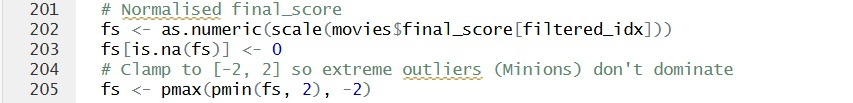 201 # Normalised final_score
202 fs <- as.numeric(scale(movies$final_score[filtered_idx]))
203 fs[is.na(fs)] <- 0
204 # Clamp to [-2, 2] so extreme outliers (Minions) don't dominate
205 fs <- pmax(pmin(fs, 2), -2)